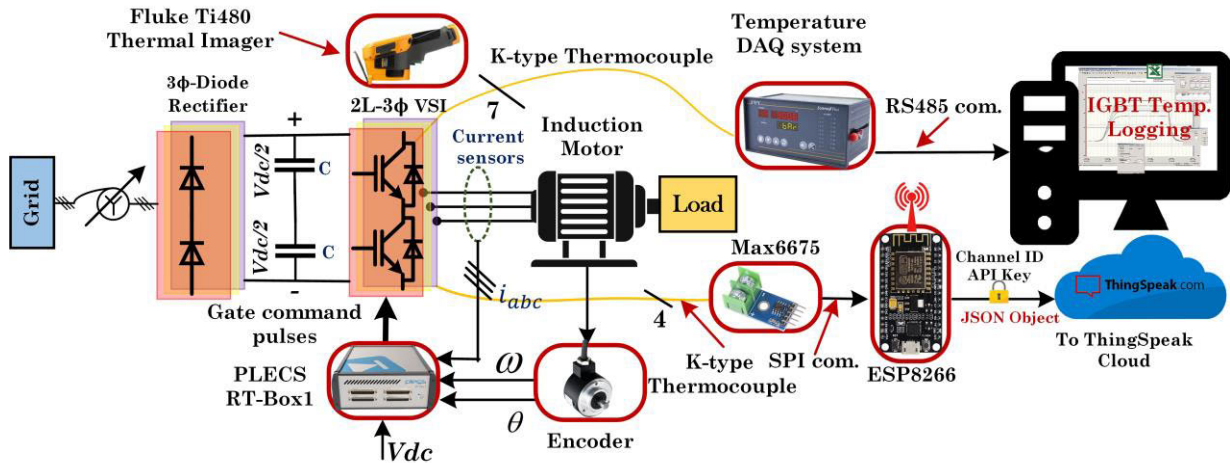 Fluke Ti480
Thermal Imager
Temperature
DAQ system
K-type Thermocouple
3ϕ-Diode
Rectifier
2L-3ϕ VSI
7
RS485 com.
IGBT Temp.
Logging
Current
sensors
Induction
Motor
+
Vdc/2
C
Grid
Y
Load
Vdc/2
C
-
Max6675
Channel ID
API Key
ThingSpeak.com
JSON Object
To ThingSpeak
Cloud
i_abc
4
Gate command
pulses
K-type
Thermocouple
SPI com.
ESP8266
PLECS
RT-Box1
ω
θ
Encoder
Vdc